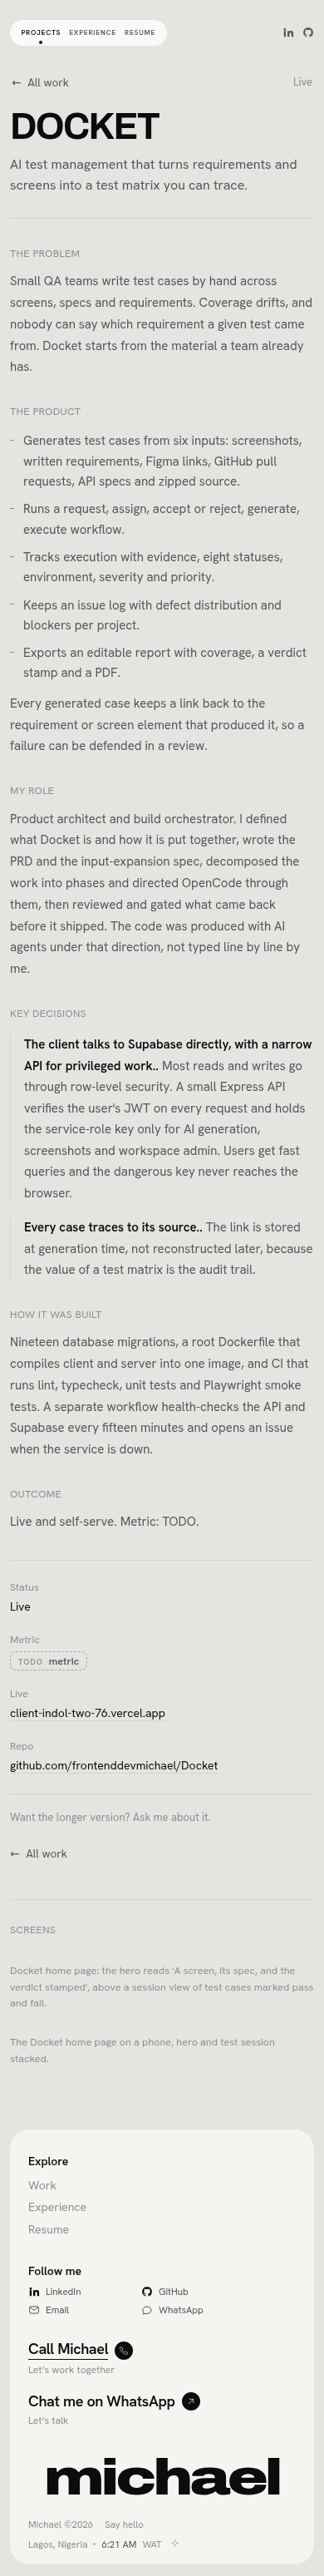 PROJECTS EXPERIENCE RESUME
← All work Live
DOCKET
AI test management that turns requirements and
screens into a test matrix you can trace.
THE PROBLEM
Small QA teams write test cases by hand across
screens, specs and requirements. Coverage drifts, and
nobody can say which requirement a given test came
from. Docket starts from the material a team already
has.
THE PRODUCT
– Generates test cases from six inputs: screenshots,
written requirements, Figma links, GitHub pull
requests, API specs and zipped source.
– Runs a request, assign, accept or reject, generate,
execute workflow.
– Tracks execution with evidence, eight statuses,
environment, severity and priority.
– Keeps an issue log with defect distribution and
blockers per project.
– Exports an editable report with coverage, a verdict
stamp and a PDF.
Every generated case keeps a link back to the
requirement or screen element that produced it, so a
failure can be defended in a review.
MY ROLE
Product architect and build orchestrator. I defined
what Docket is and how it is put together, wrote the
PRD and the input-expansion spec, decomposed the
work into phases and directed OpenCode through
them, then reviewed and gated what came back
before it shipped. The code was produced with AI
agents under that direction, not typed line by line by
me.
KEY DECISIONS
The client talks to Supabase directly, with a narrow
API for privileged work.. Most reads and writes go
through row-level security. A small Express API
verifies the user's JWT on every request and holds
the service-role key only for AI generation,
screenshots and workspace admin. Users get fast
queries and the dangerous key never reaches the
browser.
Every case traces to its source.. The link is stored
at generation time, not reconstructed later, because
the value of a test matrix is the audit trail.
HOW IT WAS BUILT
Nineteen database migrations, a root Dockerfile that
compiles client and server into one image, and CI that
runs lint, typecheck, unit tests and Playwright smoke
tests. A separate workflow health-checks the API and
Supabase every fifteen minutes and opens an issue
when the service is down.
OUTCOME
Live and self-serve. Metric: TODO.
Status
Live
Metric
TODO metric
Live
client-indol-two-76.vercel.app
Repo
github.com/frontenddevmichael/Docket
Want the longer version? Ask me about it.
← All work
SCREENS
Docket home page: the hero reads 'A screen, its spec, and the
verdict stamped', above a session view of test cases marked pass
and fail.
The Docket home page on a phone, hero and test session
stacked.
Explore
Work
Experience
Resume
Follow me
LinkedIn GitHub
Email WhatsApp
Call Michael
Let's work together
Chat me on WhatsApp
Let's talk
michael
Michael ©2026 Say hello
Lagos, Nigeria • 6:21 AM WAT